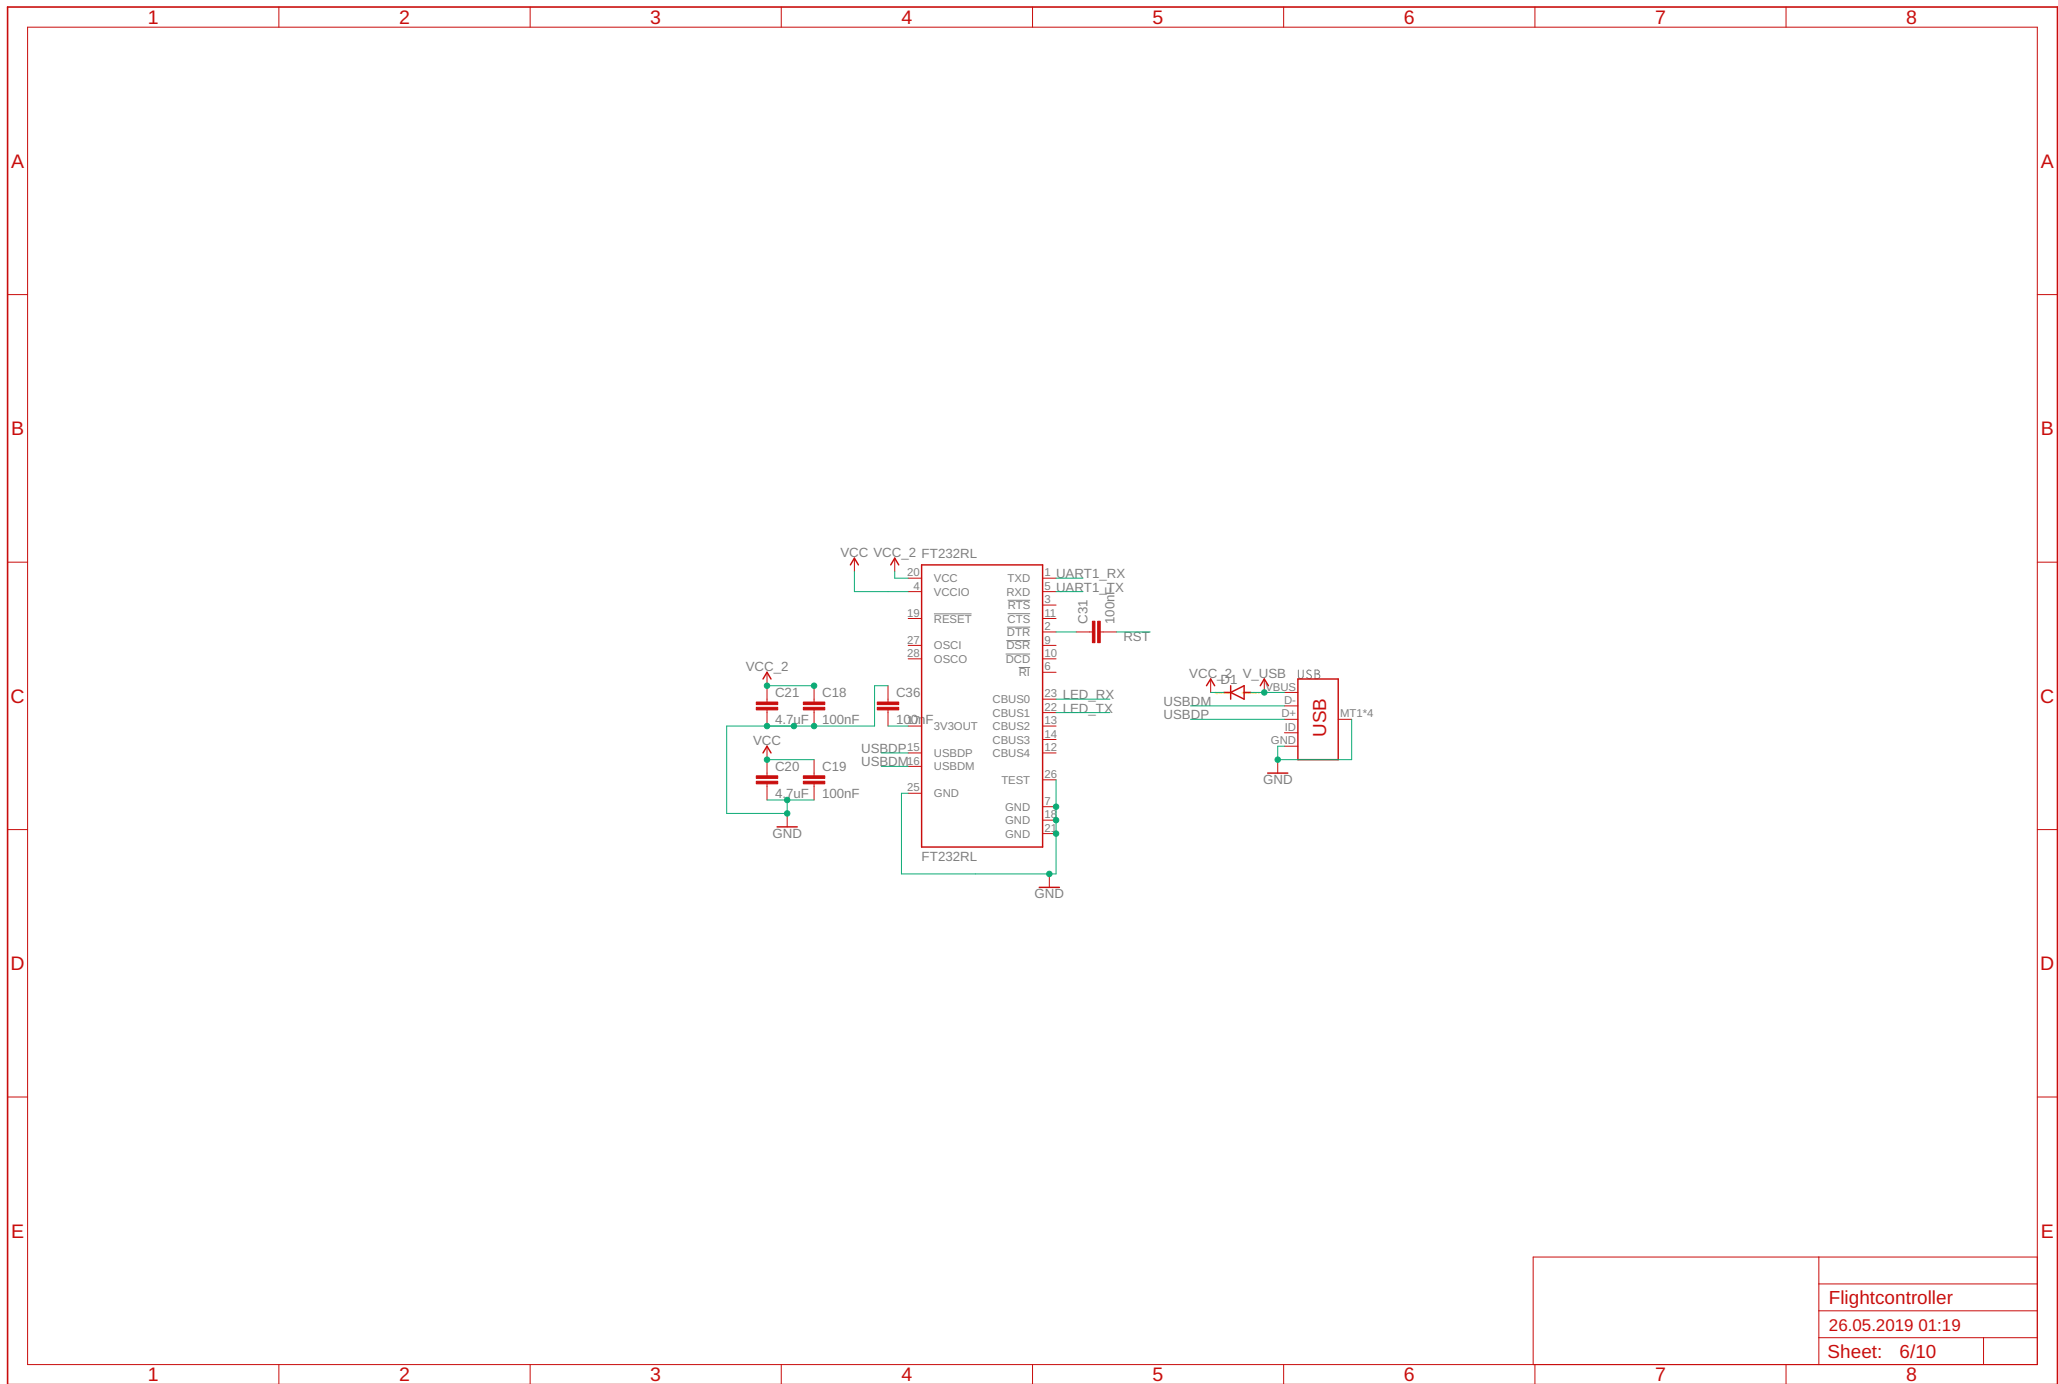 1 2 3 4 5 6 7 8
A A
B B
C C
D D
E E
VCC VCC_2 FT232RL
20 VCC TXD 1 UART1_RX
4 VCCIO RXD 5 UART1_TX
RTS 3
19 RESET CTS 11
DTR 2 C31 100nF RST
27 OSCI DSR 9
28 OSCO DCD 10
RI 6
VCC_2
C21 4.7uF
C18 100nF
C36 100nF
VCC
C20 4.7uF
C19 100nF
GND
CBUS0 23 LED_RX
CBUS1 22 LED_TX
17 3V3OUT CBUS2 13
CBUS3 14
USBDP 15 USBDP CBUS4 12
USBDM 16 USBDM
TEST 26
25 GND
GND 7
GND 18
GND 21
FT232RL
GND
VCC_2 D1 V_USB USB
VBUS
USBDM D-
USBDP D+
ID
GND
USB
MT1*4
GND
Flightcontroller
26.05.2019 01:19
Sheet: 6/10
1 2 3 4 5 6 7 8